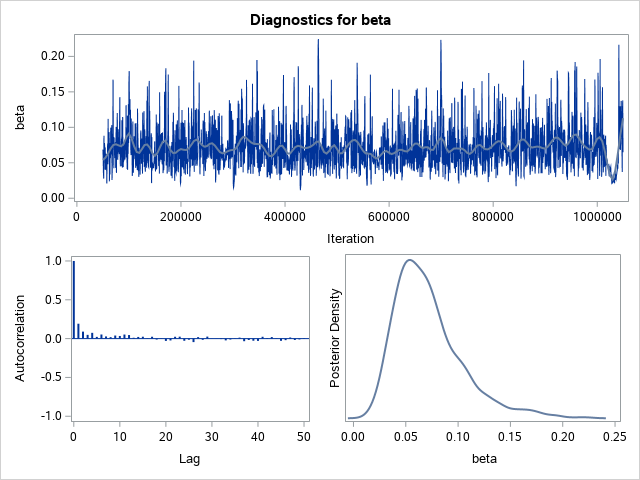 Diagnostics for beta
beta
0.20
0.15
0.10
0.05
0.00
0 200000 400000 600000 800000 1000000
Iteration
Autocorrelation
1.0
0.5
0.0
-0.5
-1.0
0 10 20 30 40 50
Lag
Posterior Density
0.00 0.05 0.10 0.15 0.20 0.25
beta